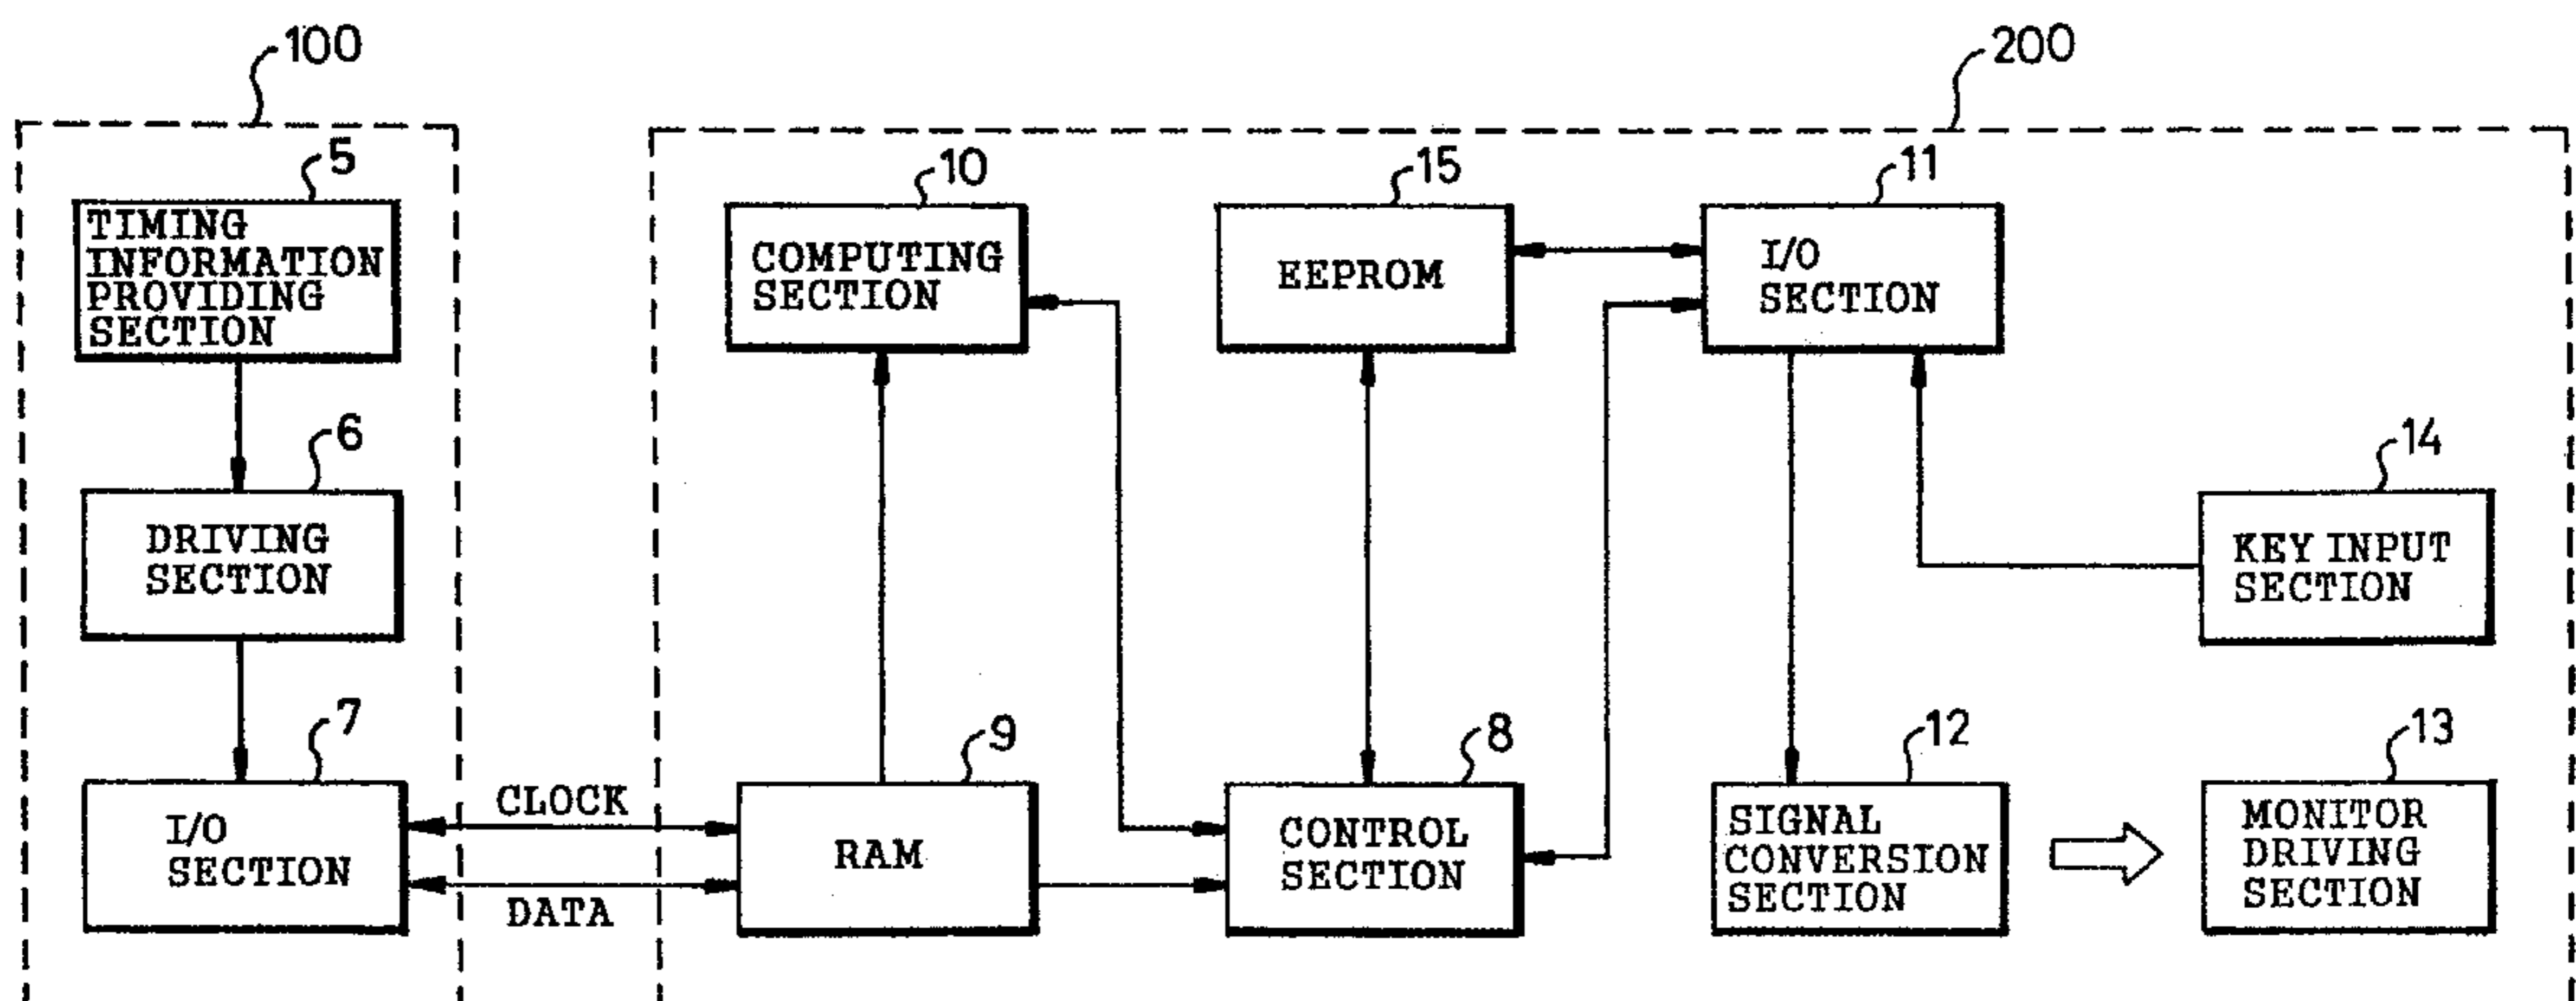 100
200
5
TIMING
INFORMATION
PROVIDING
SECTION
10
COMPUTING
SECTION
15
EEPROM
11
I/O
SECTION
6
DRIVING
SECTION
14
KEY INPUT
SECTION
7
I/O
SECTION
CLOCK
DATA
9
RAM
8
CONTROL
SECTION
12
SIGNAL
CONVERSION
SECTION
13
MONITOR
DRIVING
SECTION